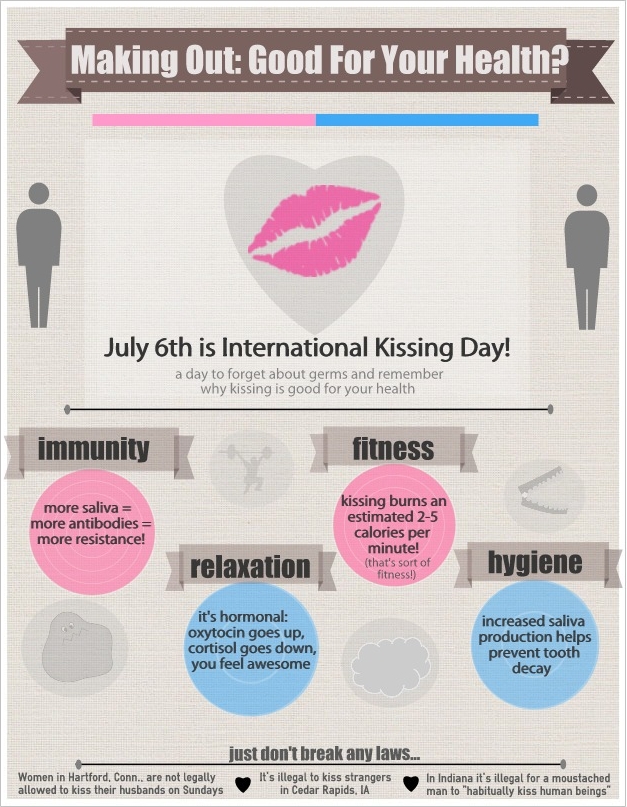 Making Out: Good For Your Health?
July 6th is International Kissing Day!
a day to forget about germs and remember
why kissing is good for your health
immunity
more saliva =
more antibodies =
more resistance!
fitness
kissing burns an
estimated 2-5
calories per
minute!
(that's sort of
fitness!)
relaxation
it's hormonal:
oxytocin goes up,
cortisol goes down,
you feel awesome
hygiene
increased saliva
production helps
prevent tooth
decay
just don't break any laws...
Women in Hartford, Conn., are not legally
allowed to kiss their husbands on Sundays
It's illegal to kiss strangers
in Cedar Rapids, IA
In Indiana it's illegal for a moustached
man to "habitually kiss human beings"